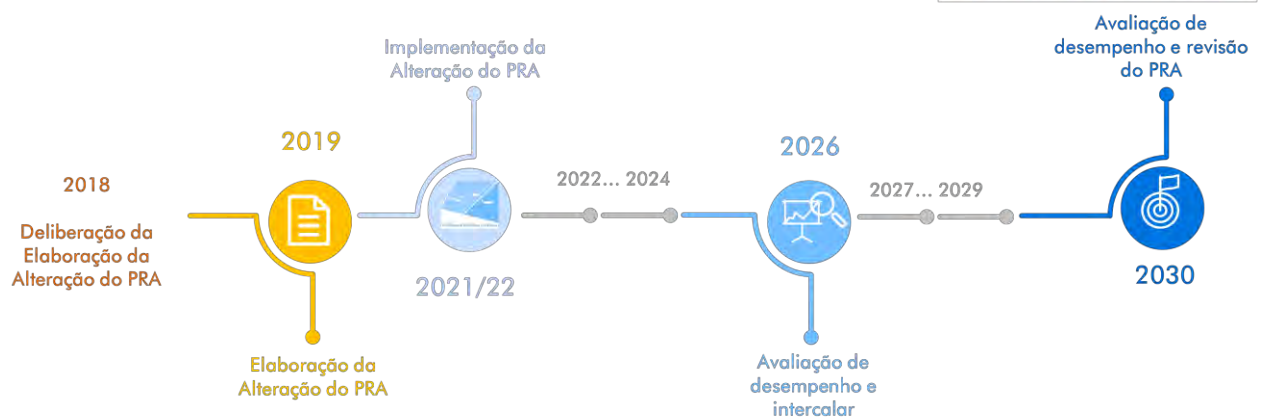 2018
Deliberação da
Elaboração da
Alteração do PRA
2019
Elaboração da
Alteração do PRA
Implementação da
Alteração do PRA
2021/22
2022... 2024
2026
Avaliação de
desempenho e
intercalar
2027... 2029
Avaliação de
desempenho e revisão
do PRA
2030